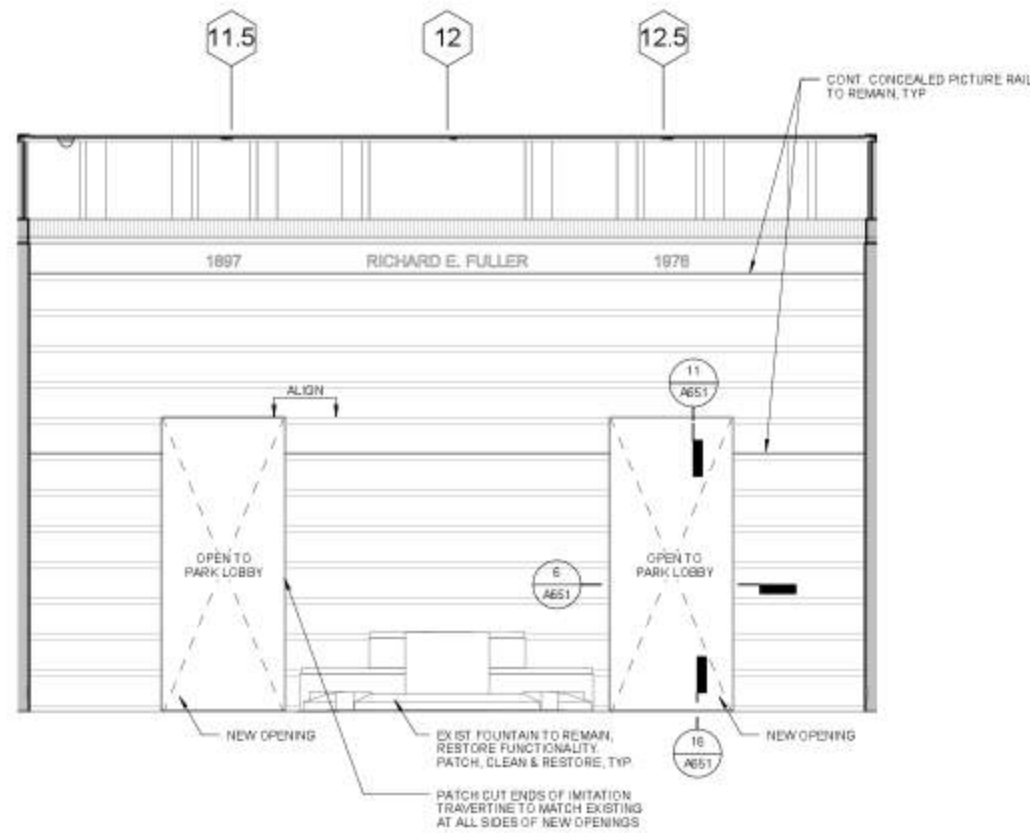 11.5
12
12.5
CONT. CONCEALED PICTURE RAIL
TO REMAIN, TYP
1897
RICHARD E. FULLER
1976
11
A651
ALIGN
OPEN TO
PARK LOBBY
OPEN TO
PARK LOBBY
6
A651
NEW OPENING
EXIST FOUNTAIN TO REMAIN,
RESTORE FUNCTIONALITY.
PATCH, CLEAN & RESTORE, TYP
16
A651
NEW OPENING
PATCH CUT ENDS OF IMITATION
TRAVERTINE TO MATCH EXISTING
AT ALL SIDES OF NEW OPENINGS